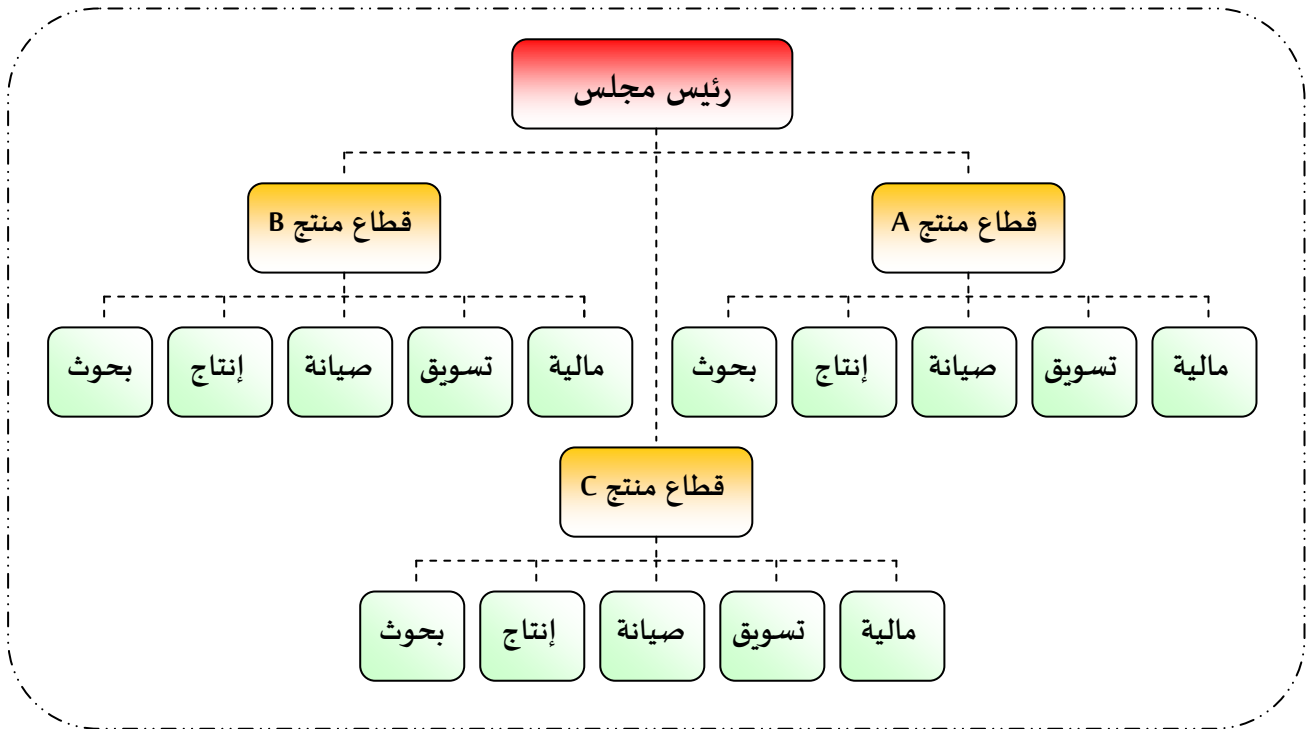 رئيس مجلس
قطاع منتج A
قطاع منتج B
مالية
تسويق
صيانة
إنتاج
بحوث
مالية
تسويق
صيانة
إنتاج
بحوث
قطاع منتج C
مالية
تسويق
صيانة
إنتاج
بحوث